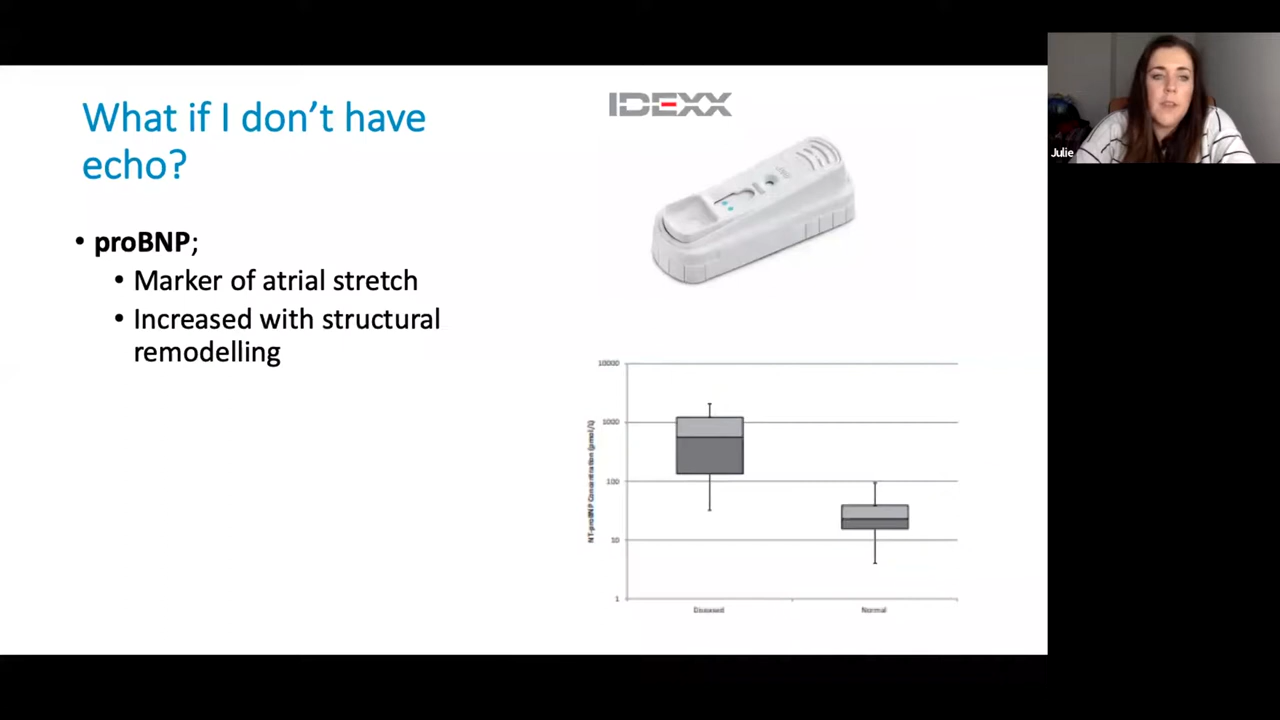 What if I don't have
echo?
• proBNP;
• Marker of atrial stretch
• Increased with structural
remodelling
IDEXX
10000
1000
100
10
1
NT-proBNP Concentration (pmol/L)
Diseased
Normal
Julie